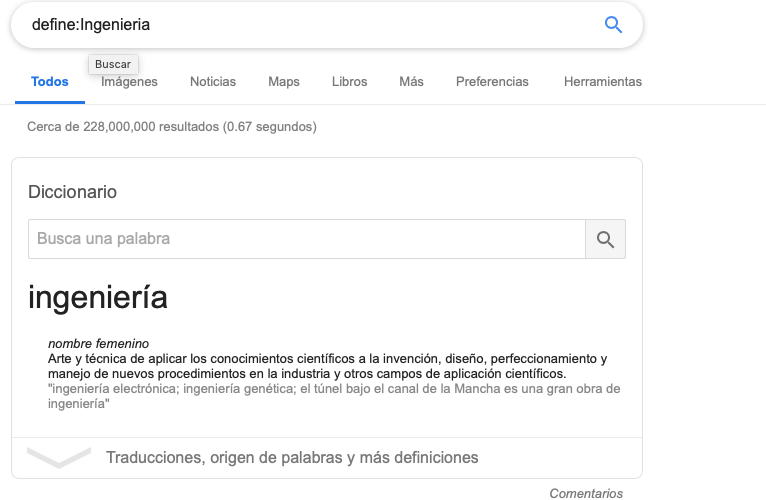 define:Ingenieria
Buscar
Todos Imágenes Noticias Maps Libros Más Preferencias Herramientas
Cerca de 228,000,000 resultados (0.67 segundos)
Diccionario
Busca una palabra
ingeniería
nombre femenino
Arte y técnica de aplicar los conocimientos científicos a la invención, diseño, perfeccionamiento y
manejo de nuevos procedimientos en la industria y otros campos de aplicación científicos.
"ingeniería electrónica; ingeniería genética; el túnel bajo el canal de la Mancha es una gran obra de
ingeniería"
Traducciones, origen de palabras y más definiciones
Comentarios